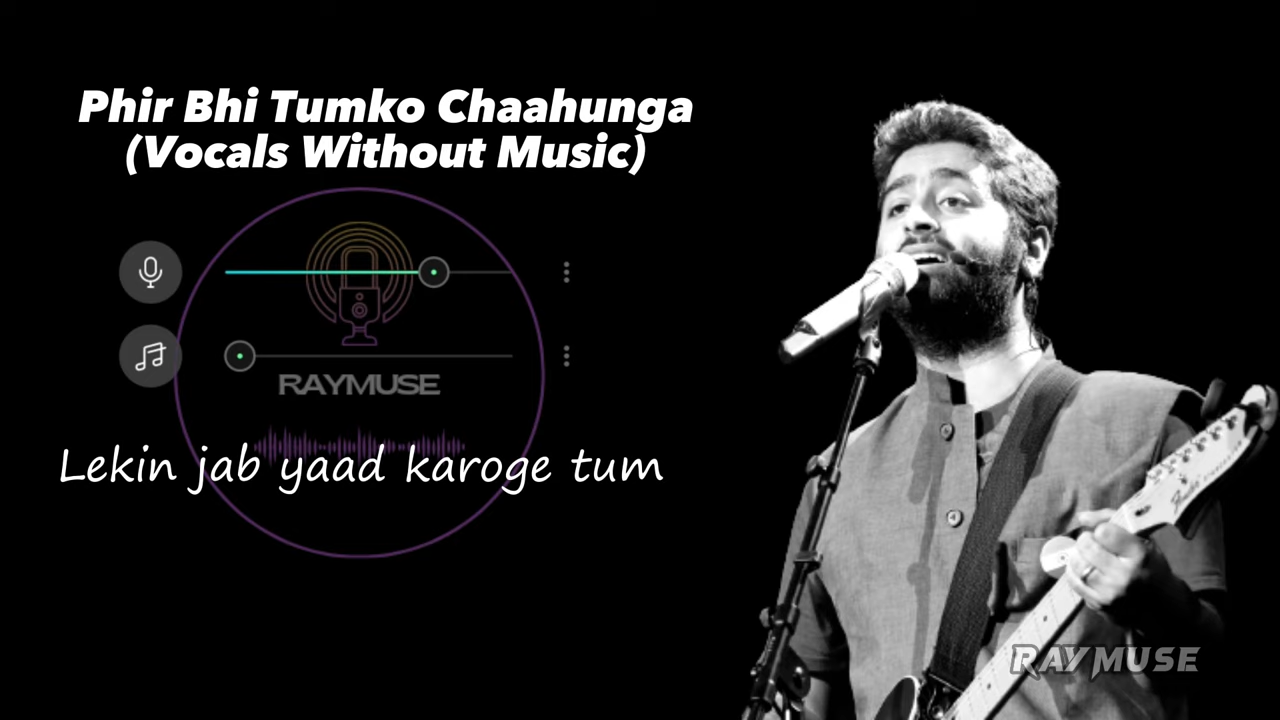 Phir Bhi Tumko Chaahunga
(Vocals Without Music)
RAYMUSE
Lekin jab yaad karoge tum
RAYMUSE